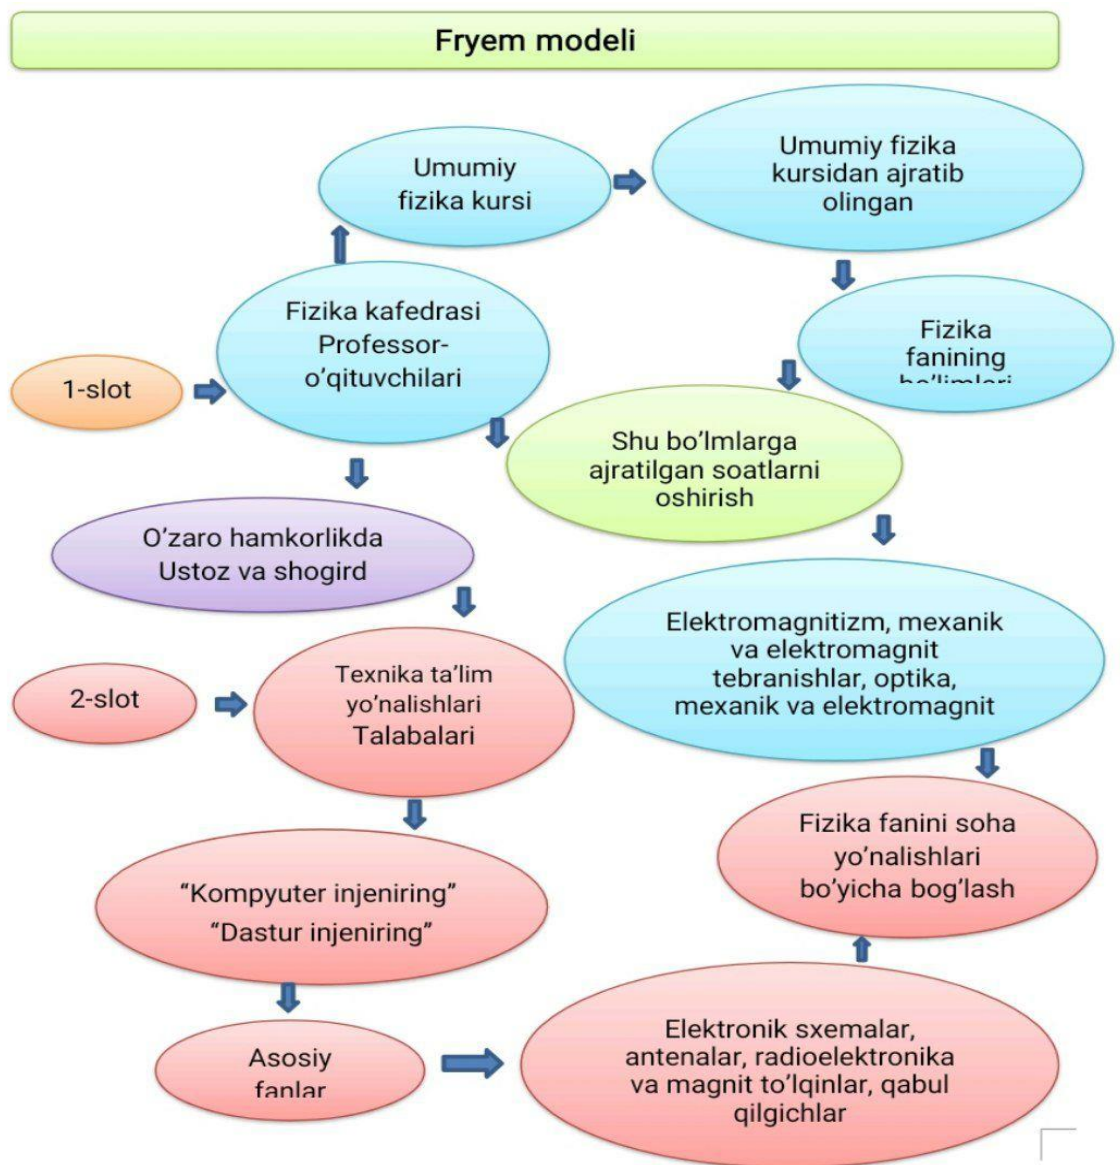 Fryem modeli
Umumiy
fizika kursi
Umumiy fizika
kursidan ajratib
olingan
Fizika kafedrasi
Professor-
o’qituvchilari
Fizika
fanining
bo’limlari
1-slot
Shu bo’lmlarga
ajratilgan soatlarni
oshirish
O’zaro hamkorlikda
Ustoz va shogird
Elektromagnitizm, mexanik
va elektromagnit
tebranishlar, optika,
mexanik va elektromagnit
2-slot
Texnika ta’lim
yo’nalishlari
Talabalari
Fizika fanini soha
yo’nalishlari
bo’yicha bog’lash
“Kompyuter injeniring”
“Dastur injeniring”
Asosiy
fanlar
Elektronik sxemalar,
antenalar, radioelektronika
va magnit to’lqinlar, qabul
qilgichlar